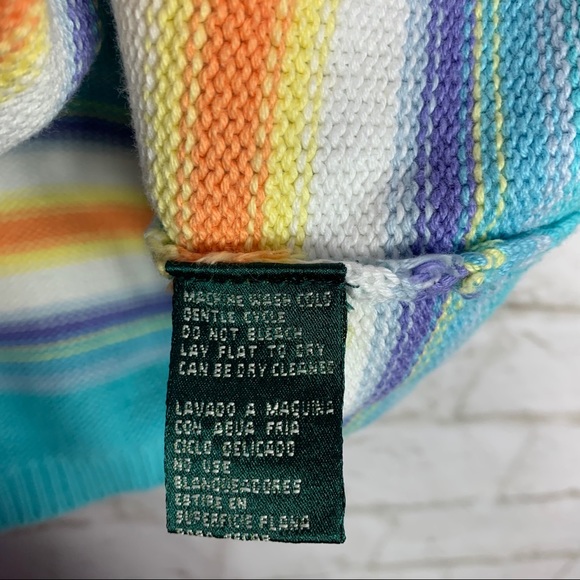 MACHINE WASH COLD
GENTLE CYCLE
DO NOT BLEACH
LAY FLAT TO DRY
CAN BE DRY CLEANED
LAVADO A MAQUINA
CON AGUA FRIA
CICLO DELICADO
NO USE
BLANQUEADORES
ESTIRE EN
SUPERFICIE PLANA